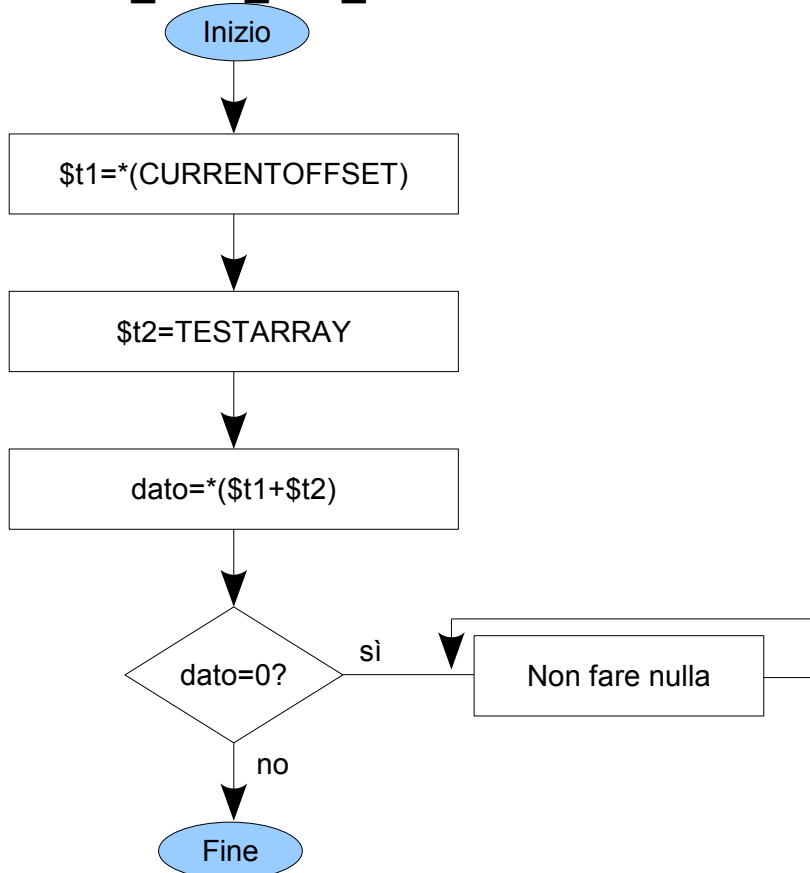 Inizio
$t1=*(CURRENTOFFSET)
$t2=TESTARRAY
dato=*($t1+$t2)
dato=0?
sì
Non fare nulla
no
Fine